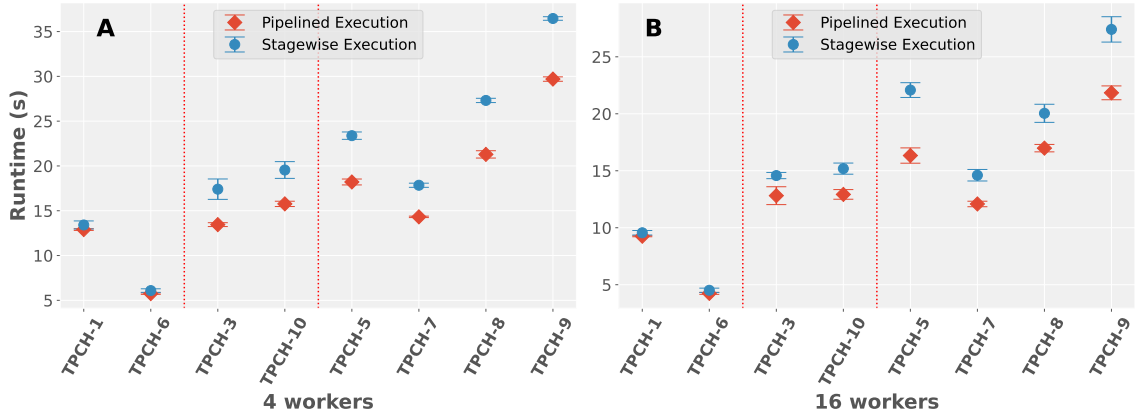 A
Pipelined Execution
Stagewise Execution
Runtime (s)
35
30
25
20
15
10
5
TPCH-1
TPCH-6
TPCH-3
TPCH-10
TPCH-5
TPCH-7
TPCH-8
TPCH-9
4 workers
B
Pipelined Execution
Stagewise Execution
25
20
15
10
5
TPCH-1
TPCH-6
TPCH-3
TPCH-10
TPCH-5
TPCH-7
TPCH-8
TPCH-9
16 workers